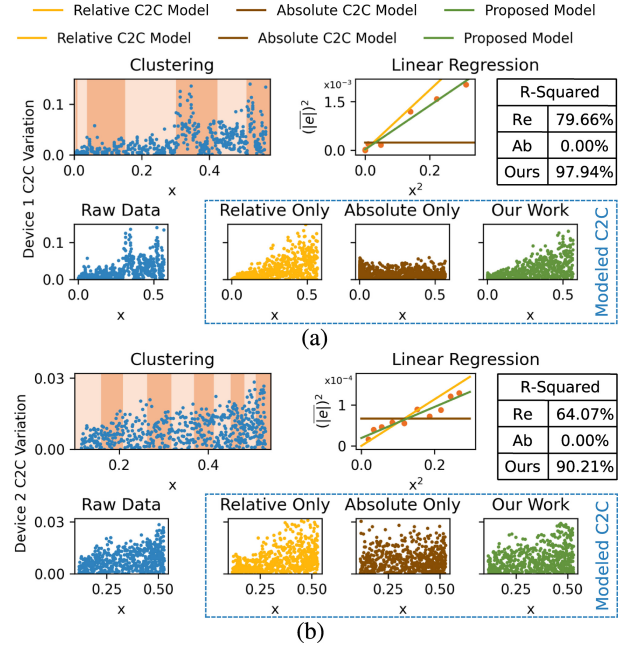 Relative C2C Model Absolute C2C Model Proposed Model
Relative C2C Model Absolute C2C Model Proposed Model
Clustering Linear Regression
Device 1 C2C Variation
0.1
0.0
0.0 0.2 0.4
x
(|e|)²
×10⁻³
1.5
0.0
0.0 0.2
x²
R-Squared
Re 79.66%
Ab 0.00%
Ours 97.94%
Raw Data Relative Only Absolute Only Our Work
0.1
0.0
0.0 0.5 0.0 0.5 0.0 0.5 0.0 0.5
x x x x
Modeled C2C
(a)
Clustering Linear Regression
Device 2 C2C Variation
0.03
0.00
0.2 0.4
x
(|e|)²
×10⁻⁴
1
0
0.0 0.2
x²
R-Squared
Re 64.07%
Ab 0.00%
Ours 90.21%
Raw Data Relative Only Absolute Only Our Work
0.03
0.00
0.25 0.50 0.25 0.50 0.25 0.50 0.25 0.50
x x x x
Modeled C2C
(b)